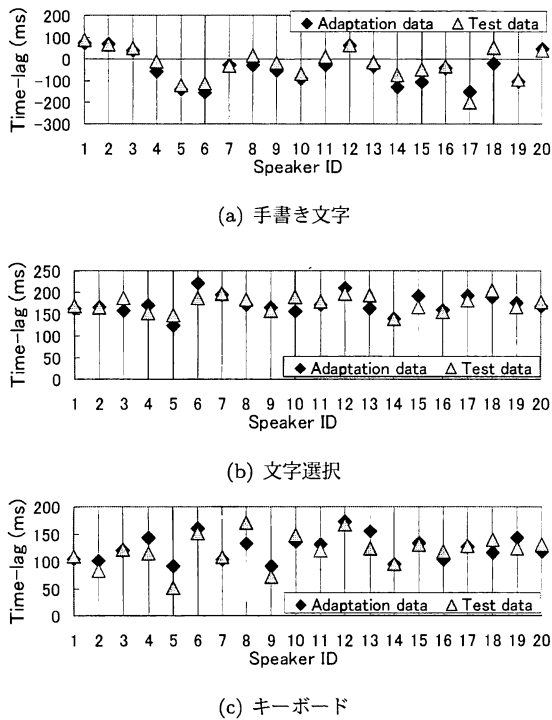 ◆ Adaptation data △ Test data
Time-lag (ms)
200
100
0
-100
-200
-300
1 2 3 4 5 6 7 8 9 10 11 12 13 14 15 16 17 18 19 20
Speaker ID
(a) 手書き文字
Time-lag (ms)
250
200
150
100
50
0
◆ Adaptation data △ Test data
1 2 3 4 5 6 7 8 9 10 11 12 13 14 15 16 17 18 19 20
Speaker ID
(b) 文字選択
Time-lag (ms)
200
150
100
50
0
◆ Adaptation data △ Test data
1 2 3 4 5 6 7 8 9 10 11 12 13 14 15 16 17 18 19 20
Speaker ID
(c) キーボード